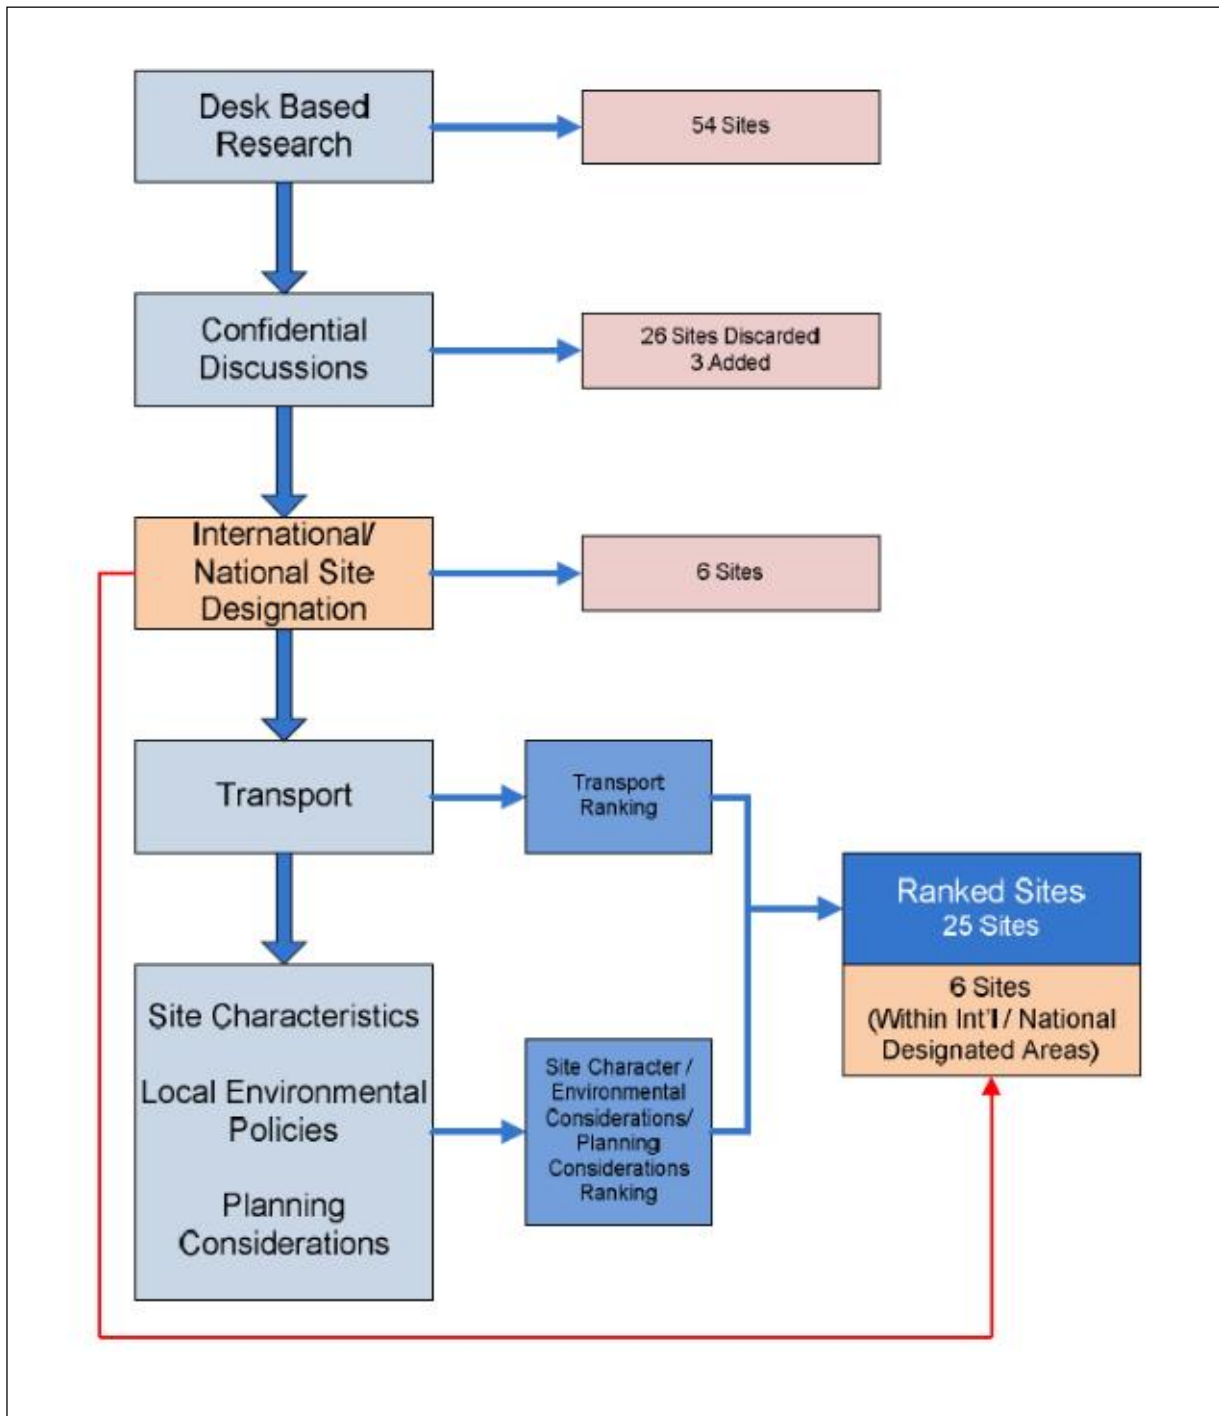 Desk Based
Research
54 Sites
Confidential
Discussions
26 Sites Discarded
3 Added
International/
National Site
Designation
6 Sites
Transport
Transport
Ranking
Ranked Sites
25 Sites
6 Sites
(Within Int'l / National
Designated Areas)
Site Characteristics
Local Environmental
Policies
Planning
Considerations
Site Character /
Environmental
Considerations/
Planning
Considerations
Ranking